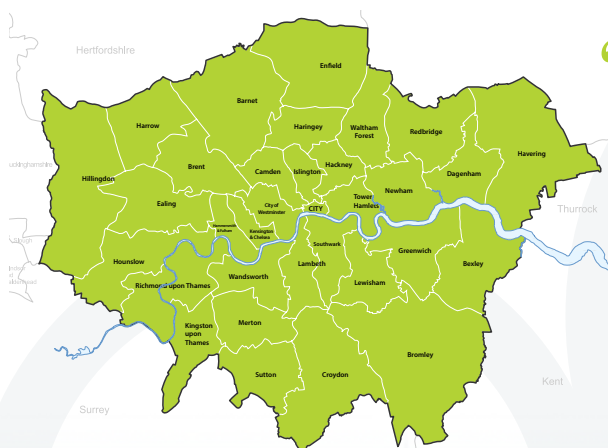 Hertfordshire
Enfield
Barnet
Harrow
Haringey
Waltham
Forest
Redbridge
Havering
Brent
Hillingdon
Camden
Islington
Hackney
Dagenham
Ealing
City of
Westminster
CITY
Tower
Hamlets
Newham
Thurrock
Kensington
& Chelsea
Southwark
Greenwich
Hounslow
Bexley
Lambeth
Wandsworth
Richmond upon Thames
Lewisham
Merton
Kingston
upon
Thames
Bromley
Sutton
Croydon
Kent
Surrey